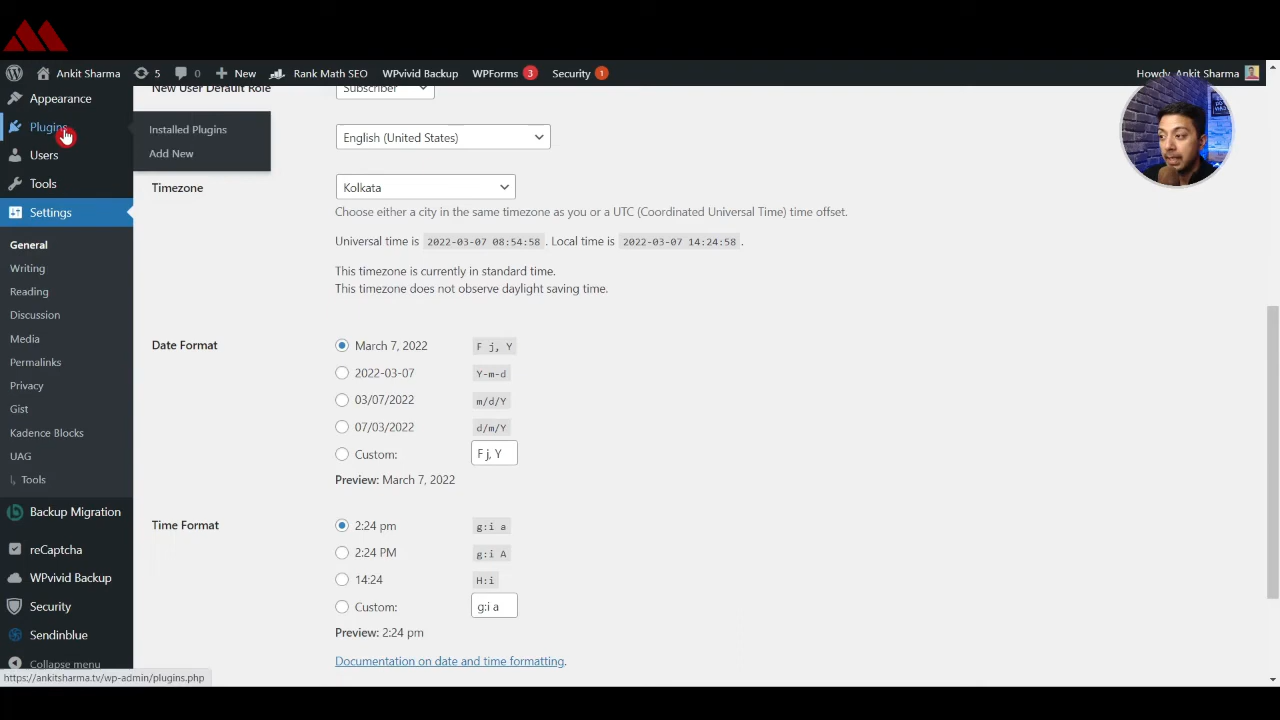 Ankit Sharma 5 0 New Rank Math SEO WPvivid Backup WPForms 3 Security 1 Howdy, Ankit Sharma
Appearance
Plugins
Users
Tools
Settings
General
Writing
Reading
Discussion
Media
Permalinks
Privacy
Gist
Kadence Blocks
UAG
Tools
Backup Migration
reCaptcha
WPvivid Backup
Security
Sendinblue
Collapse menu
https://ankitsharma.tv/wp-admin/plugins.php
Installed Plugins
Add New
New User Default Role Subscriber
English (United States)
Timezone Kolkata
Choose either a city in the same timezone as you or a UTC (Coordinated Universal Time) time offset.
Universal time is 2022-03-07 08:54:58 . Local time is 2022-03-07 14:24:58 .
This timezone is currently in standard time.
This timezone does not observe daylight saving time.
Date Format March 7, 2022 F j, Y
2022-03-07 Y-m-d
03/07/2022 m/d/Y
07/03/2022 d/m/Y
Custom: F j, Y
Preview: March 7, 2022
Time Format 2:24 pm g:i a
2:24 PM g:i A
14:24 H:i
Custom: g:i a
Preview: 2:24 pm
Documentation on date and time formatting.